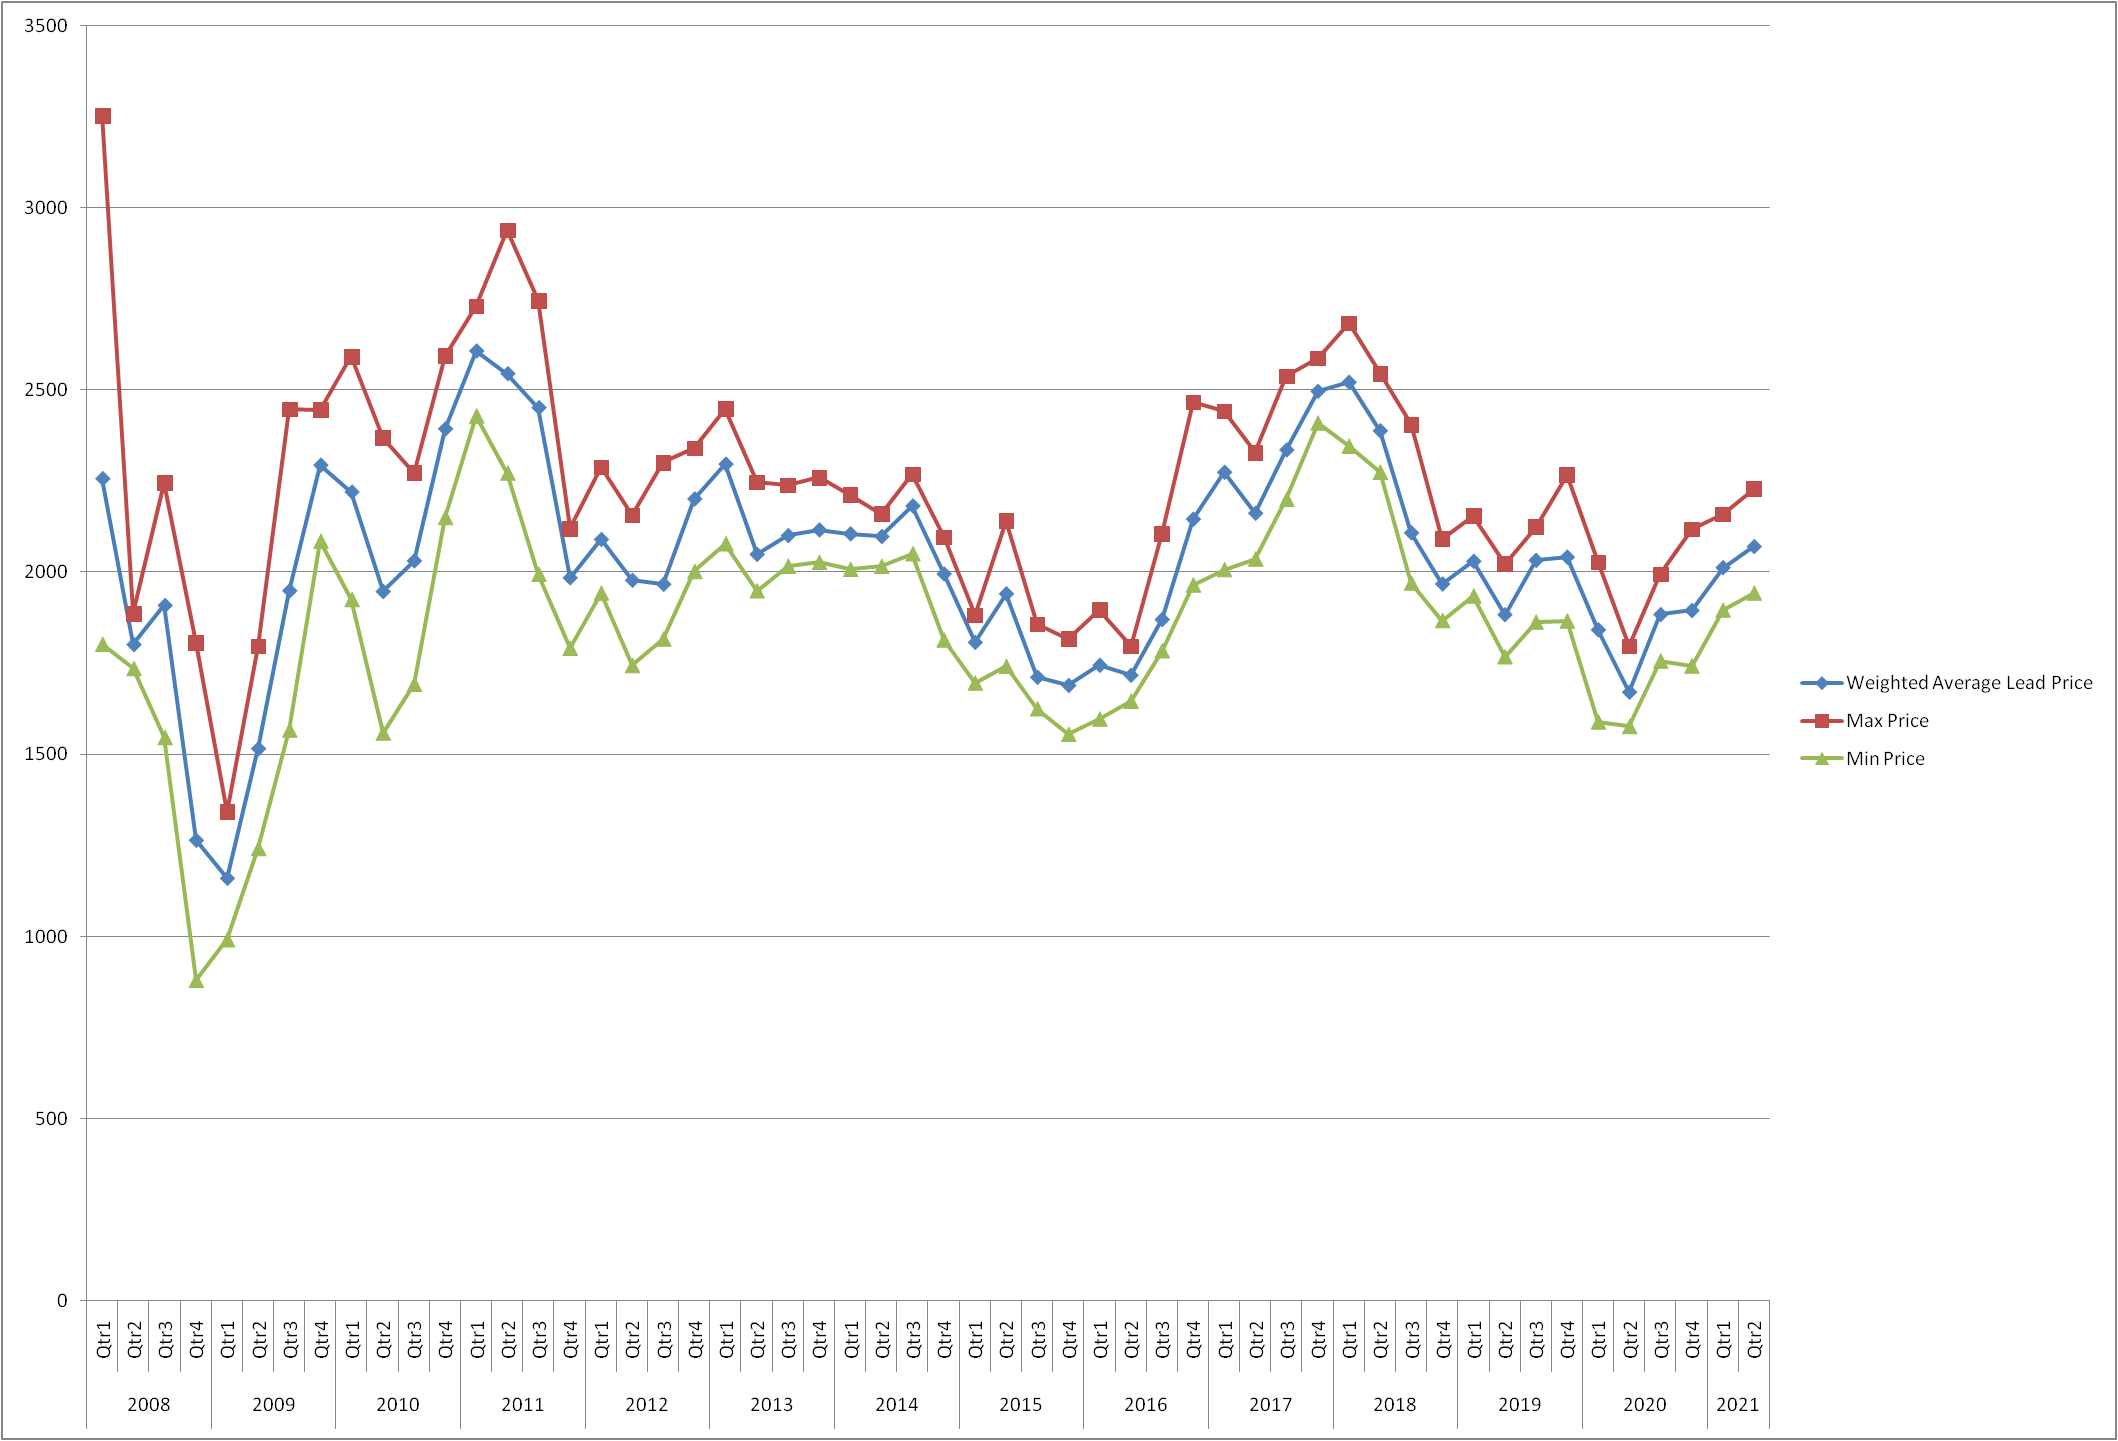 3500
3000
2500
2000
1500
1000
500
0
Weighted Average Lead Price
Max Price
Min Price
Qtr1 Qtr2 Qtr3 Qtr4 Qtr1 Qtr2 Qtr3 Qtr4 Qtr1 Qtr2 Qtr3 Qtr4 Qtr1 Qtr2 Qtr3 Qtr4 Qtr1 Qtr2 Qtr3 Qtr4 Qtr1 Qtr2 Qtr3 Qtr4 Qtr1 Qtr2 Qtr3 Qtr4 Qtr1 Qtr2 Qtr3 Qtr4 Qtr1 Qtr2 Qtr3 Qtr4 Qtr1 Qtr2 Qtr3 Qtr4 Qtr1 Qtr2 Qtr3 Qtr4 Qtr1 Qtr2 Qtr3 Qtr4 Qtr1 Qtr2 Qtr3 Qtr4 Qtr1 Qtr2
2008 2009 2010 2011 2012 2013 2014 2015 2016 2017 2018 2019 2020 2021